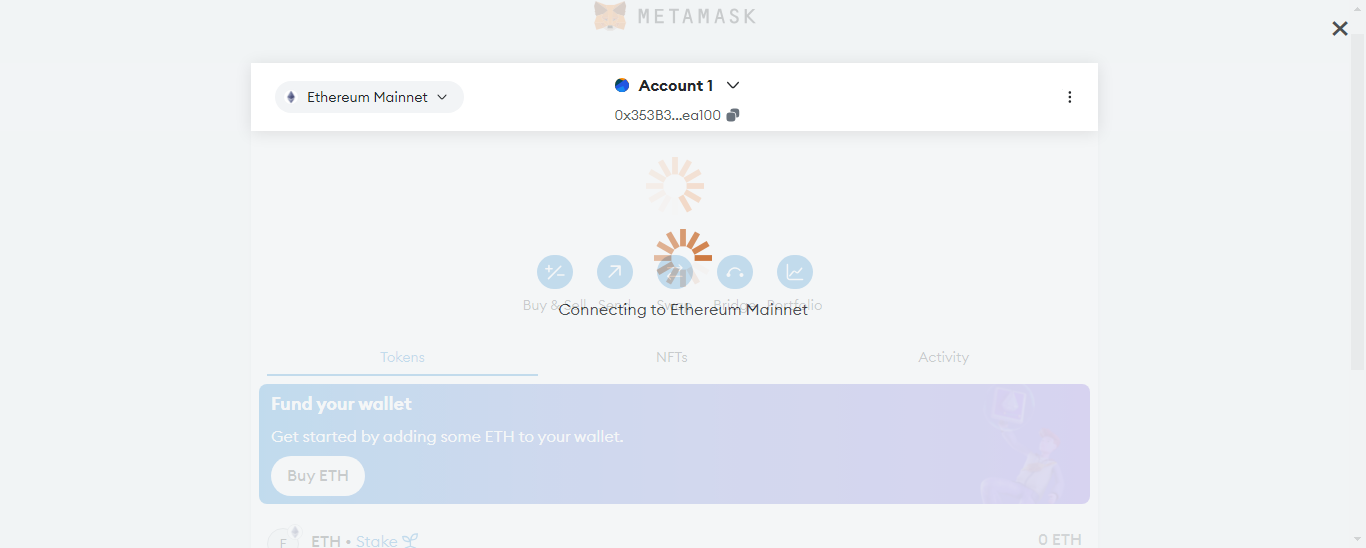 METAMASK
Ethereum Mainnet
Account 1
0x353B3...ea100
Buy & Sell Send Swap Bridge Portfolio
Connecting to Ethereum Mainnet
Tokens NFTs Activity
Fund your wallet
Get started by adding some ETH to your wallet.
Buy ETH
E ETH • Stake 0 ETH